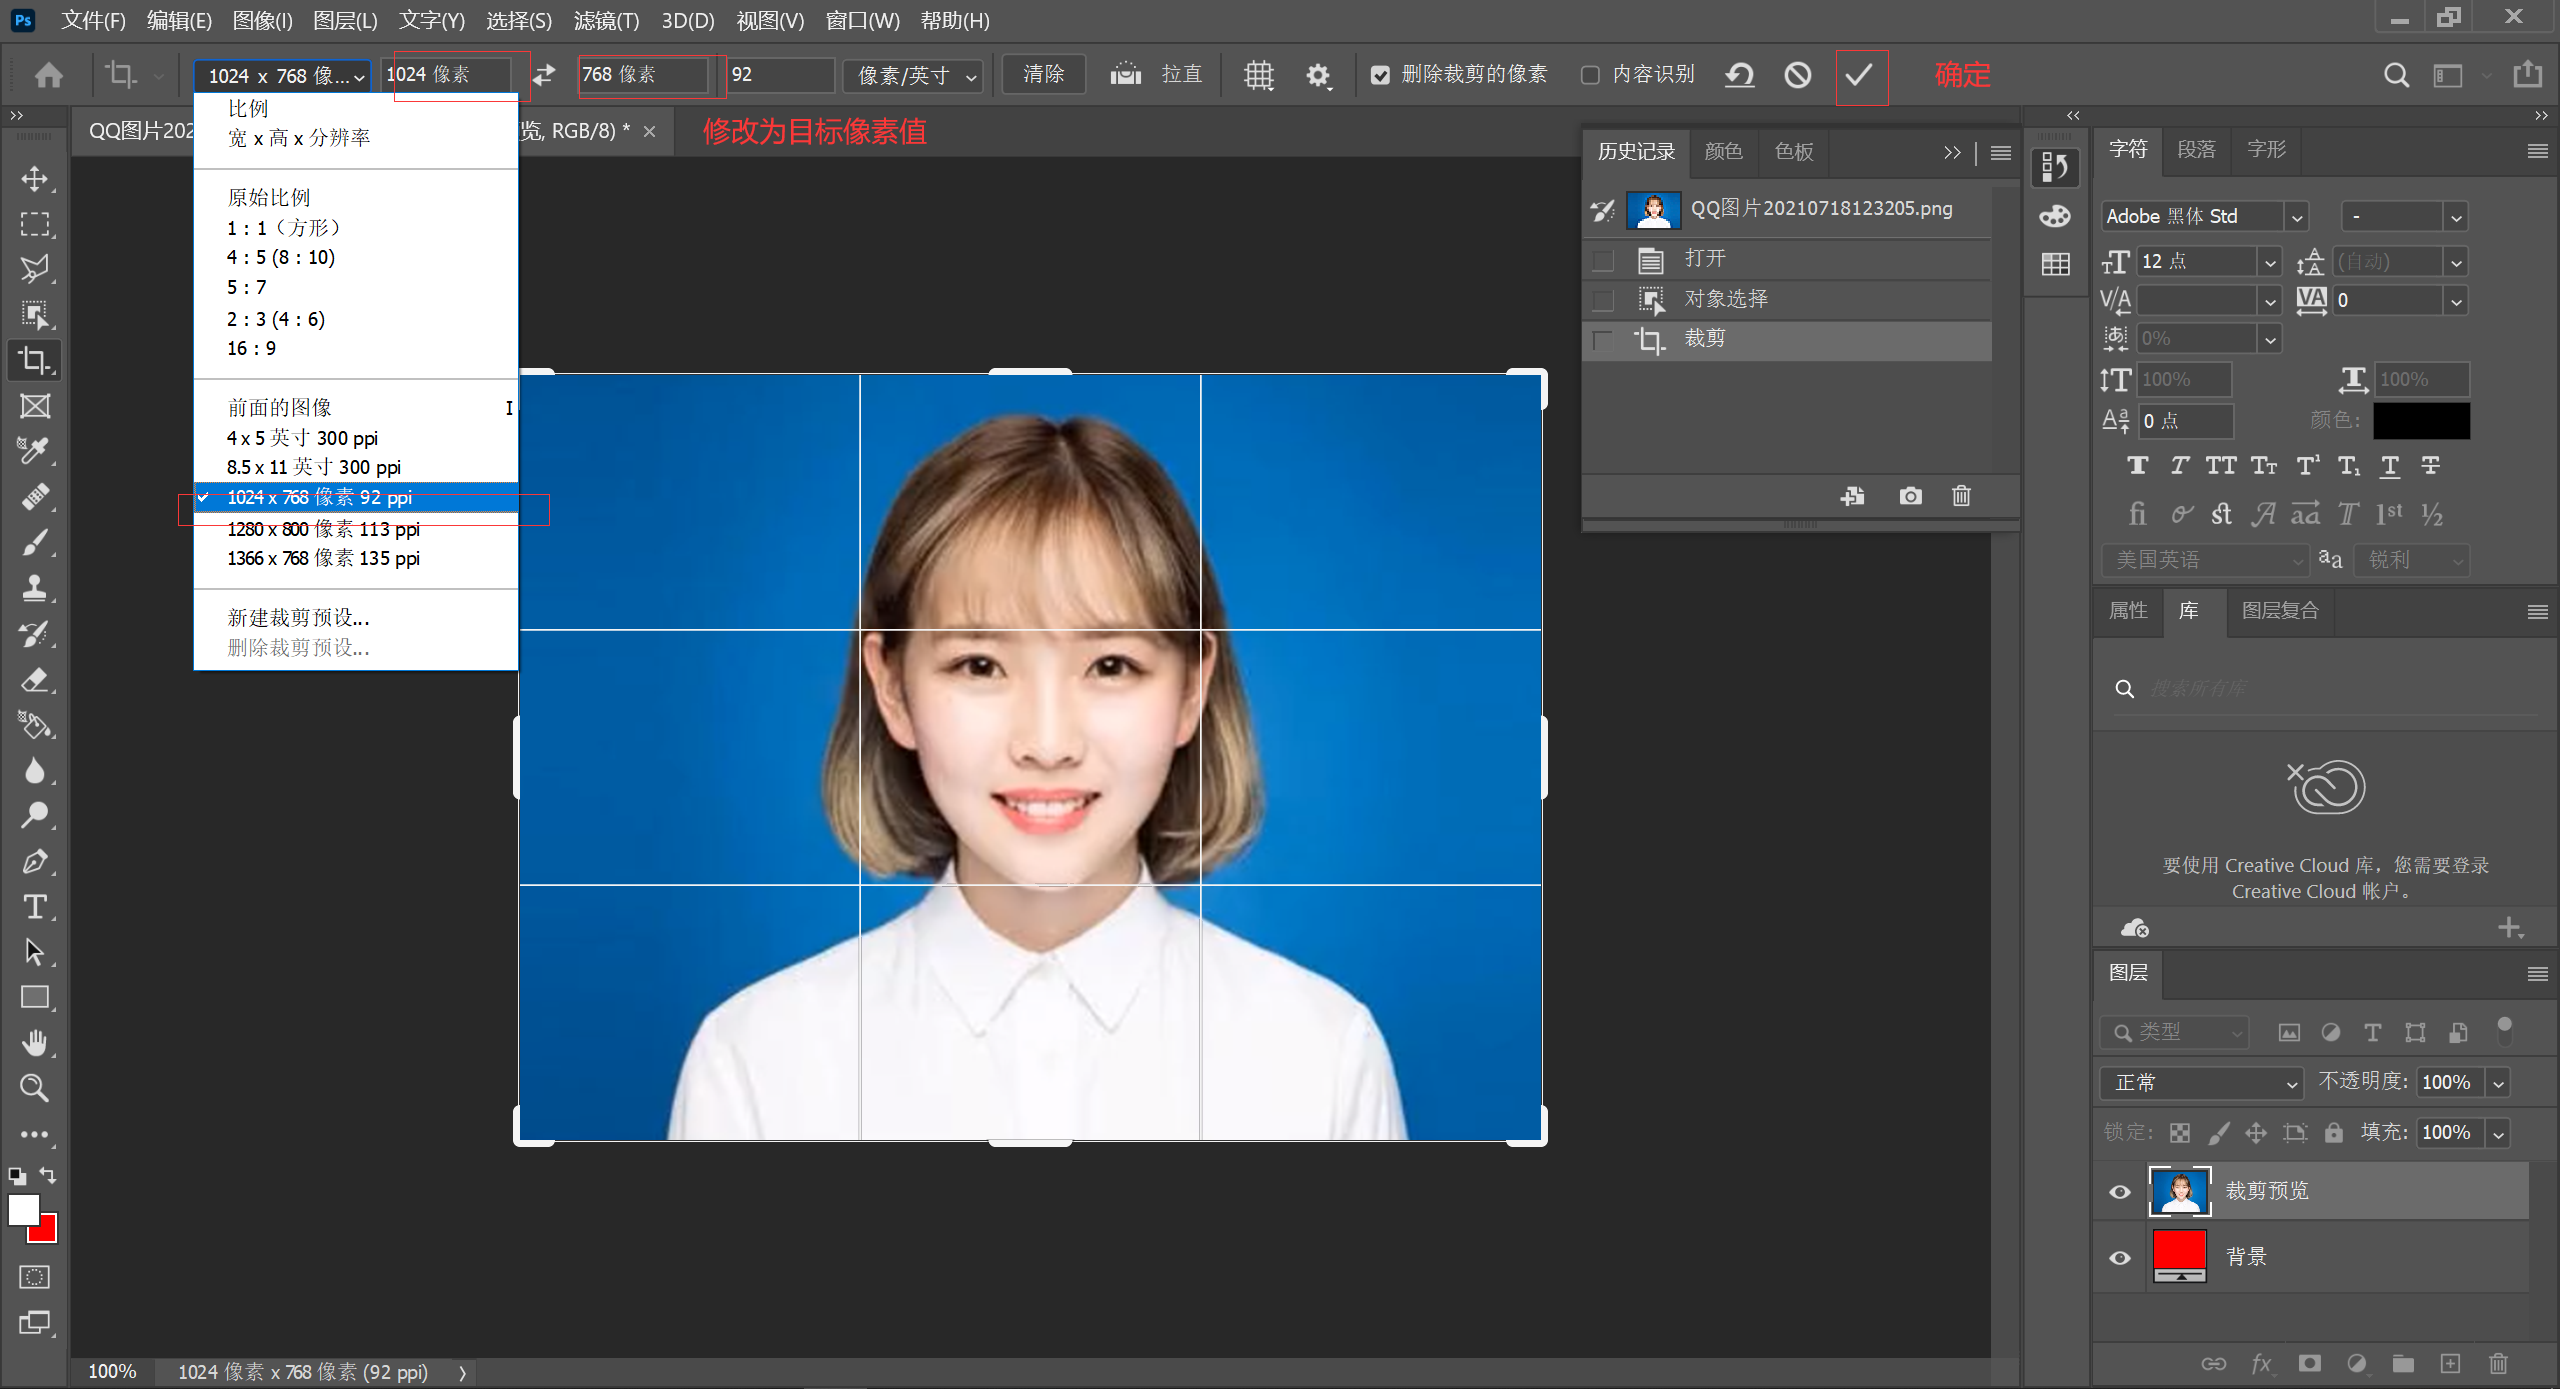 Ps 文件(F) 编辑(E) 图像(I) 图层(L) 文字(Y) 选择(S) 滤镜(T) 3D(D) 视图(V) 窗口(W) 帮助(H)
1024 x 768 像... 1024 像素 768 像素 92 像素/英寸 清除 拉直 删除裁剪的像素 内容识别 确定
QQ图片202
览, RGB/8) * ×
修改为目标像素值
比例
宽 x 高 x 分辨率
原始比例
1 : 1（方形）
4 : 5 (8 : 10)
5 : 7
2 : 3 (4 : 6)
16 : 9
前面的图像 I
4 x 5 英寸 300 ppi
8.5 x 11 英寸 300 ppi
1024 x 768 像素 92 ppi
1280 x 800 像素 113 ppi
1366 x 768 像素 135 ppi
新建裁剪预设...
删除裁剪预设...
历史记录 颜色 色板
QQ图片20210718123205.png
打开
对象选择
裁剪
字符 段落 字形
Adobe 黑体 Std -
12 点 (自动)
0
0%
100% 100%
0 点 颜色:
fi st 1st ½
美国英语 aa 锐利
属性 库 图层复合
搜索所有库
要使用 Creative Cloud 库，您需要登录
Creative Cloud 帐户。
图层
类型
正常 不透明度: 100%
锁定: 填充: 100%
裁剪预览
背景
fx
100% 1024 像素 x 768 像素 (92 ppi)